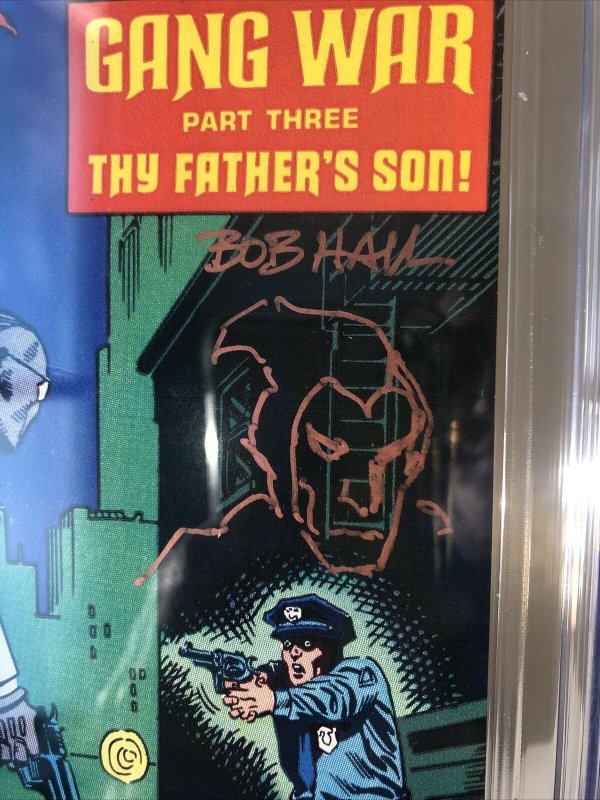 GANG WAR
PART THREE
THY FATHER'S SON!
BOB HALL